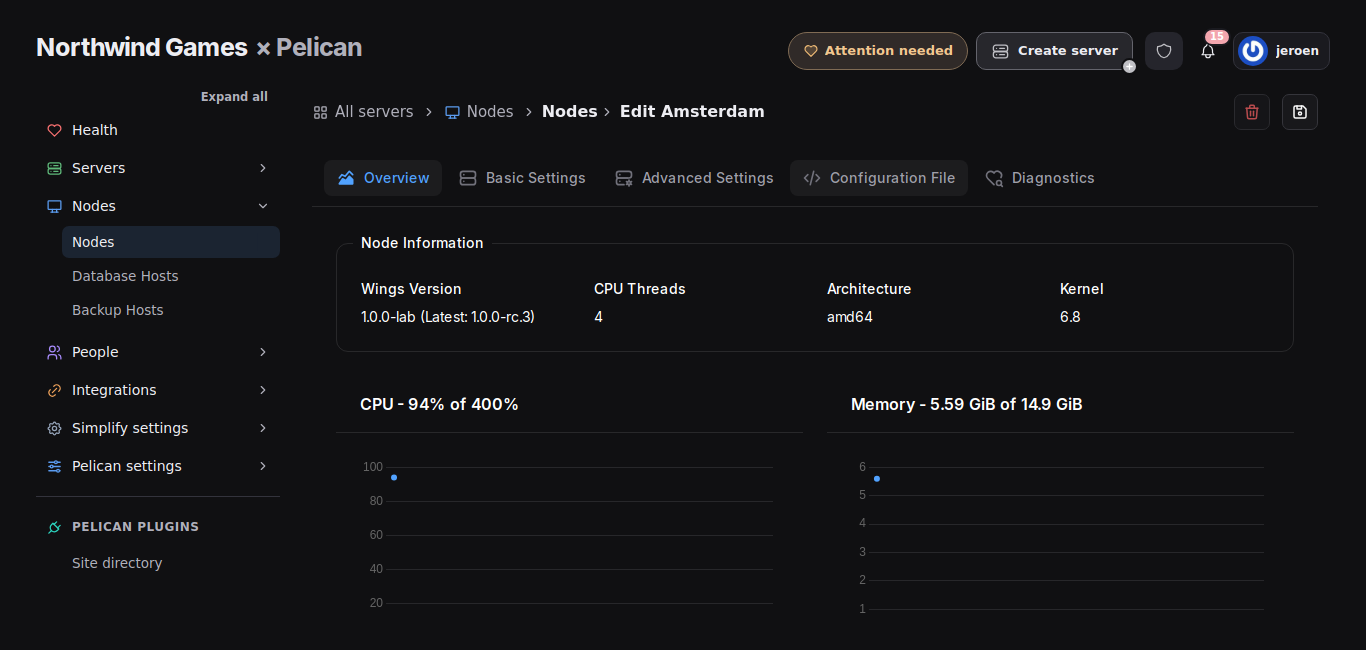 Northwind Games × Pelican
Attention needed
Create server
15
jeroen
Expand all
Health
Servers
Nodes
Nodes
Database Hosts
Backup Hosts
People
Integrations
Simplify settings
Pelican settings
PELICAN PLUGINS
Site directory
All servers > Nodes > Nodes > Edit Amsterdam
Overview
Basic Settings
Advanced Settings
Configuration File
Diagnostics
Node Information
Wings Version
1.0.0-lab (Latest: 1.0.0-rc.3)
CPU Threads
4
Architecture
amd64
Kernel
6.8
CPU - 94% of 400%
100
80
60
40
20
Memory - 5.59 GiB of 14.9 GiB
6
5
4
3
2
1